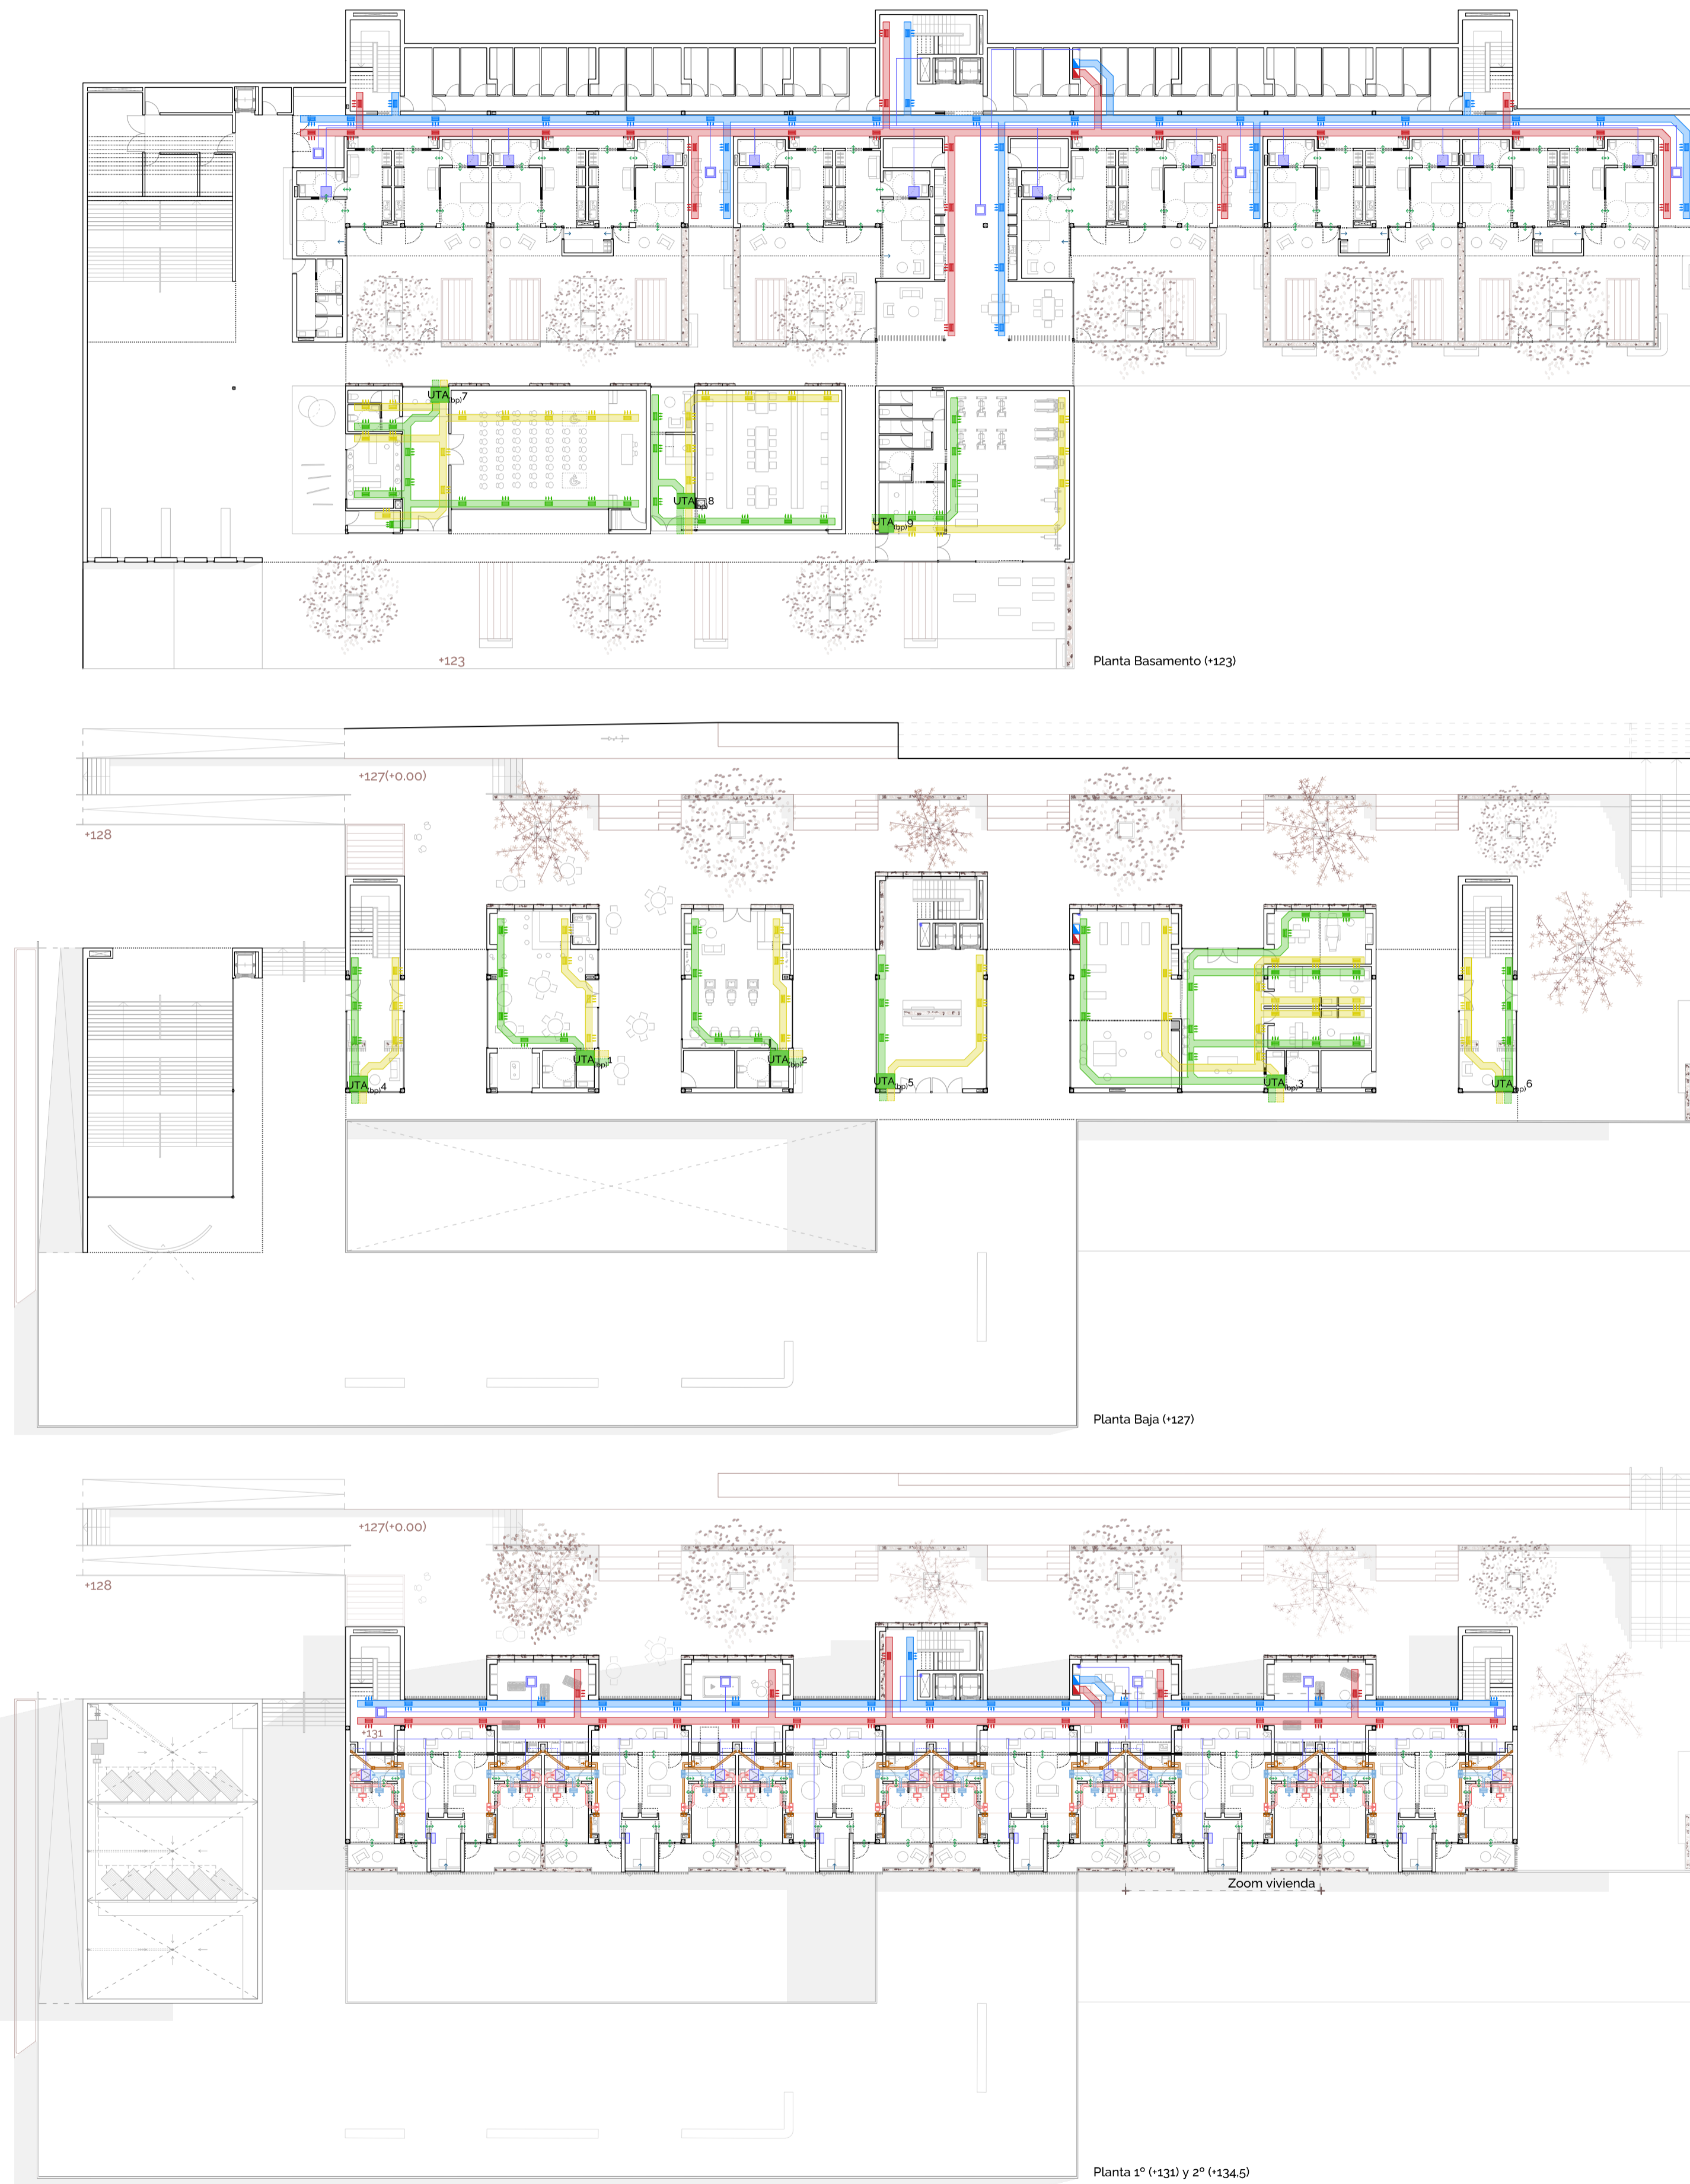 UTA(bp)7
UTA(bp)8
UTA(bp)9
+123
Planta Basamento (+123)
+127(+0.00)
+128
UTA(bp)1
UTA(bp)2
UTA(bp)4
UTA(bp)5
UTA(bp)3
UTA(bp)6
Planta Baja (+127)
+127(+0.00)
+128
+131
Zoom vivienda
Planta 1º (+131) y 2º (+134,5)